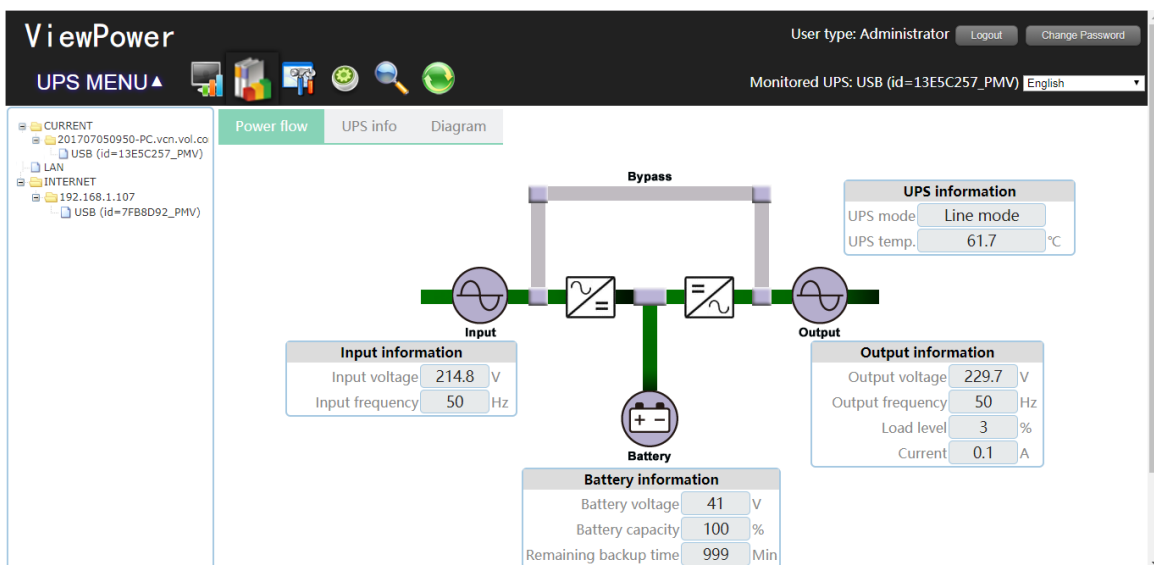 ViewPower
User type: Administrator Logout Change Password
UPS MENU▲
Monitored UPS: USB (id=13E5C257_PMV) English
CURRENT
201707050950-PC.vcn.vol.co
USB (id=13E5C257_PMV)
LAN
INTERNET
192.168.1.107
USB (id=7FB8D92_PMV)
Power flow UPS info Diagram
Bypass
UPS information
UPS mode Line mode
UPS temp. 61.7 ℃
Input
Output
Input information
Input voltage 214.8 V
Input frequency 50 Hz
Output information
Output voltage 229.7 V
Output frequency 50 Hz
Load level 3 %
Current 0.1 A
Battery
Battery information
Battery voltage 41 V
Battery capacity 100 %
Remaining backup time 999 Min